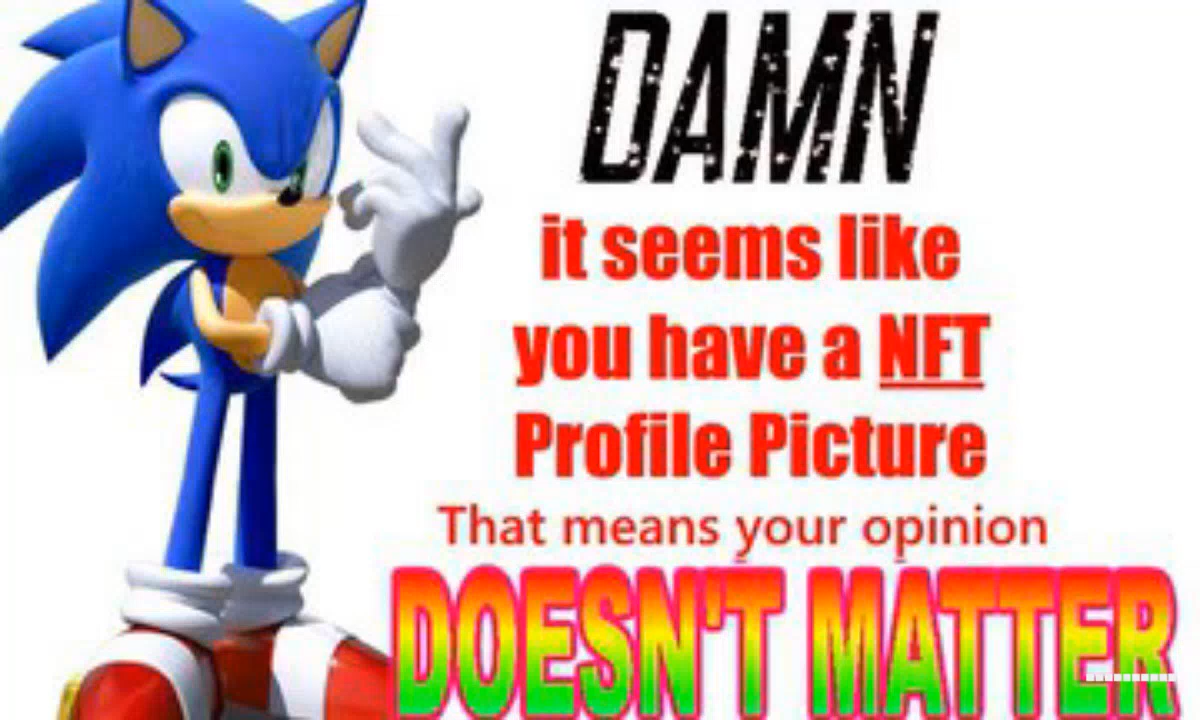 DAMN
it seems like
you have a NFT
Profile Picture
That means your opinion
DOESN'T MATTER